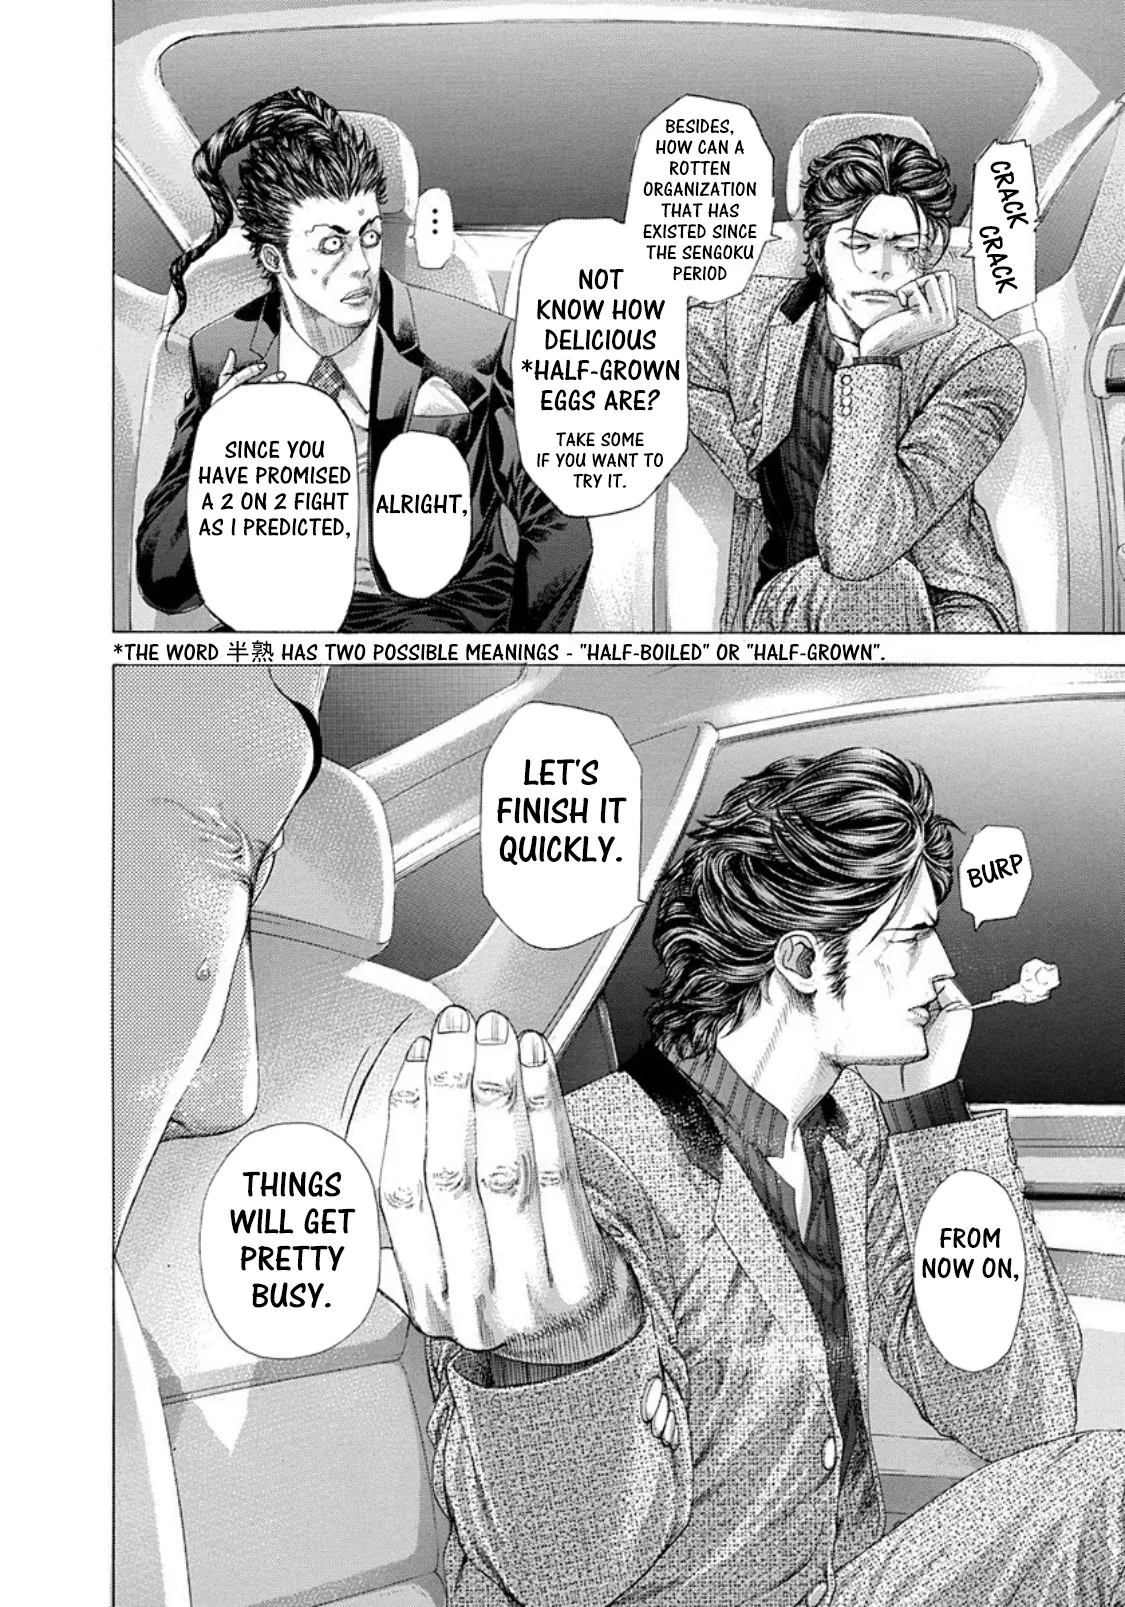 CRACK
CRACK
BESIDES,
HOW CAN A
ROTTEN
ORGANIZATION
THAT HAS
EXISTED SINCE
THE SENGOKU
PERIOD
NOT
KNOW HOW
DELICIOUS
*HALF-GROWN
EGGS ARE?
TAKE SOME
IF YOU WANT TO
TRY IT.
...
ALRIGHT,
SINCE YOU
HAVE PROMISED
A 2 ON 2 FIGHT
AS I PREDICTED,
*THE WORD 半熟 HAS TWO POSSIBLE MEANINGS - "HALF-BOILED" OR "HALF-GROWN".
BURP
LET'S
FINISH IT
QUICKLY.
FROM
NOW ON,
THINGS
WILL GET
PRETTY
BUSY.